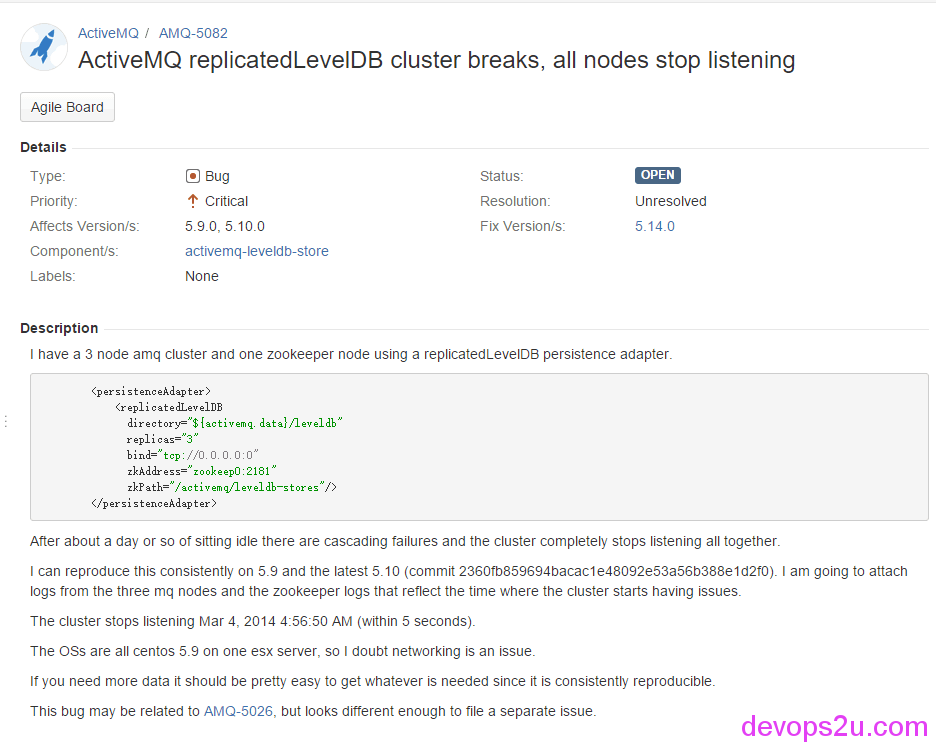 ActiveMQ / AMQ-5082
ActiveMQ replicatedLevelDB cluster breaks, all nodes stop listening
Agile Board
Details
Type: Bug Status: OPEN
Priority: Critical Resolution: Unresolved
Affects Version/s: 5.9.0, 5.10.0 Fix Version/s: 5.14.0
Component/s: activemq-leveldb-store
Labels: None
Description
I have a 3 node amq cluster and one zookeeper node using a replicatedLevelDB persistence adapter.
<persistenceAdapter>
<replicatedLevelDB
directory="${activemq.data}/leveldb"
replicas="3"
bind="tcp://0.0.0.0:0"
zkAddress="zookeep0:2181"
zkPath="/activemq/leveldb-stores"/>
</persistenceAdapter>
After about a day or so of sitting idle there are cascading failures and the cluster completely stops listening all together.
I can reproduce this consistently on 5.9 and the latest 5.10 (commit 2360fb859694bacac1e48092e53a56b388e1d2f0). I am going to attach
logs from the three mq nodes and the zookeeper logs that reflect the time where the cluster starts having issues.
The cluster stops listening Mar 4, 2014 4:56:50 AM (within 5 seconds).
The OSs are all centos 5.9 on one esx server, so I doubt networking is an issue.
If you need more data it should be pretty easy to get whatever is needed since it is consistently reproducible.
This bug may be related to AMQ-5026, but looks different enough to file a separate issue.
devops2u.com